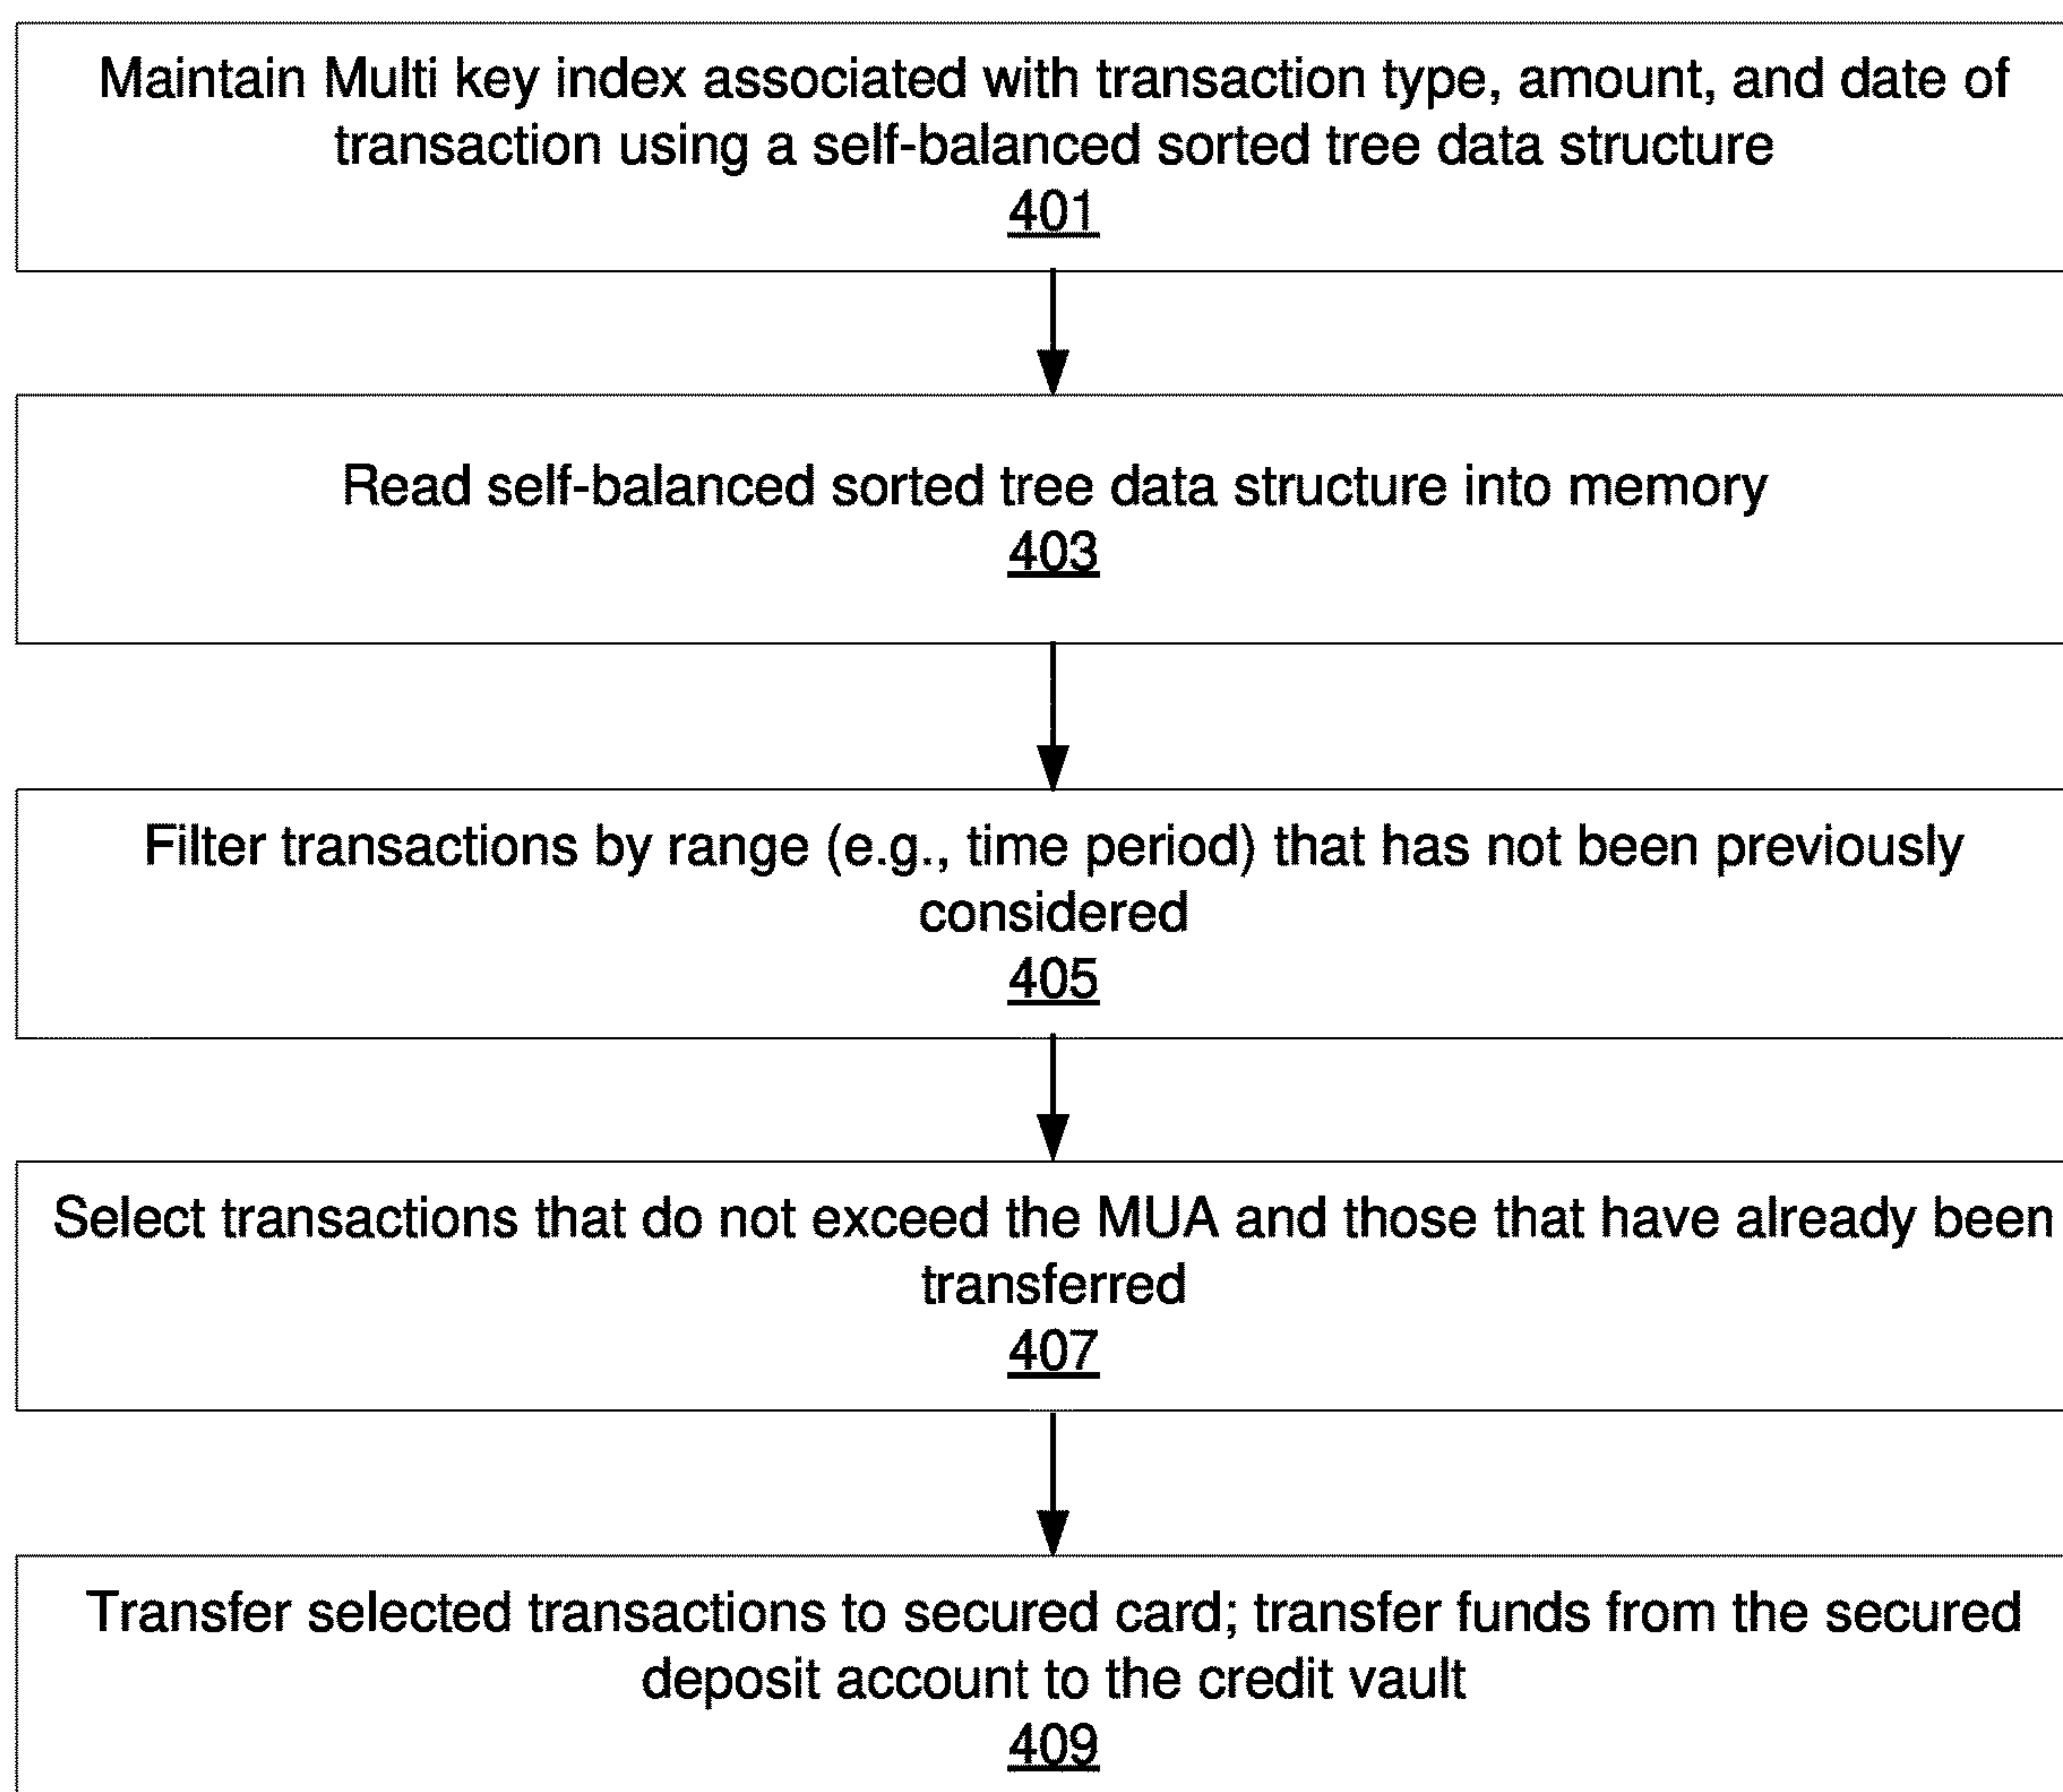 Maintain Multi key index associated with transaction type, amount, and date of
transaction using a self-balanced sorted tree data structure
401
Read self-balanced sorted tree data structure into memory
403
Filter transactions by range (e.g., time period) that has not been previously
considered
405
Select transactions that do not exceed the MUA and those that have already been
transferred
407
Transfer selected transactions to secured card; transfer funds from the secured
deposit account to the credit vault
409